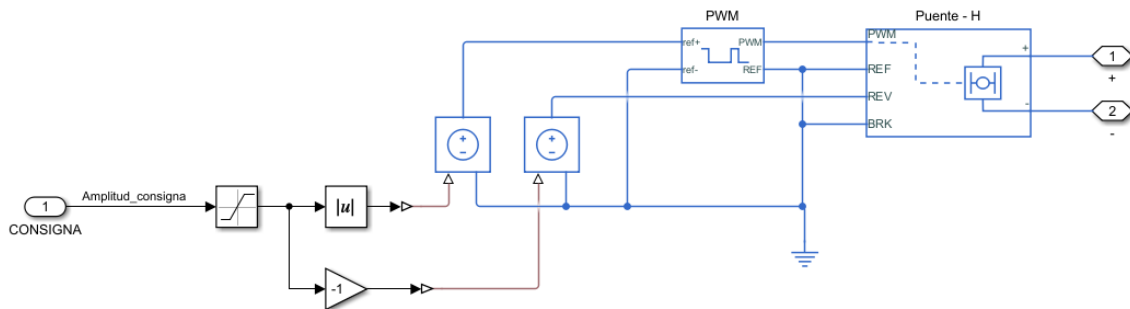 PWM
Puente - H
ref+
PWM
ref-
REF
PWM
REF
REV
BRK
+
-
1
+
2
-
+
-
+
-
Amplitud_consigna
1
CONSIGNA
|u|
-1